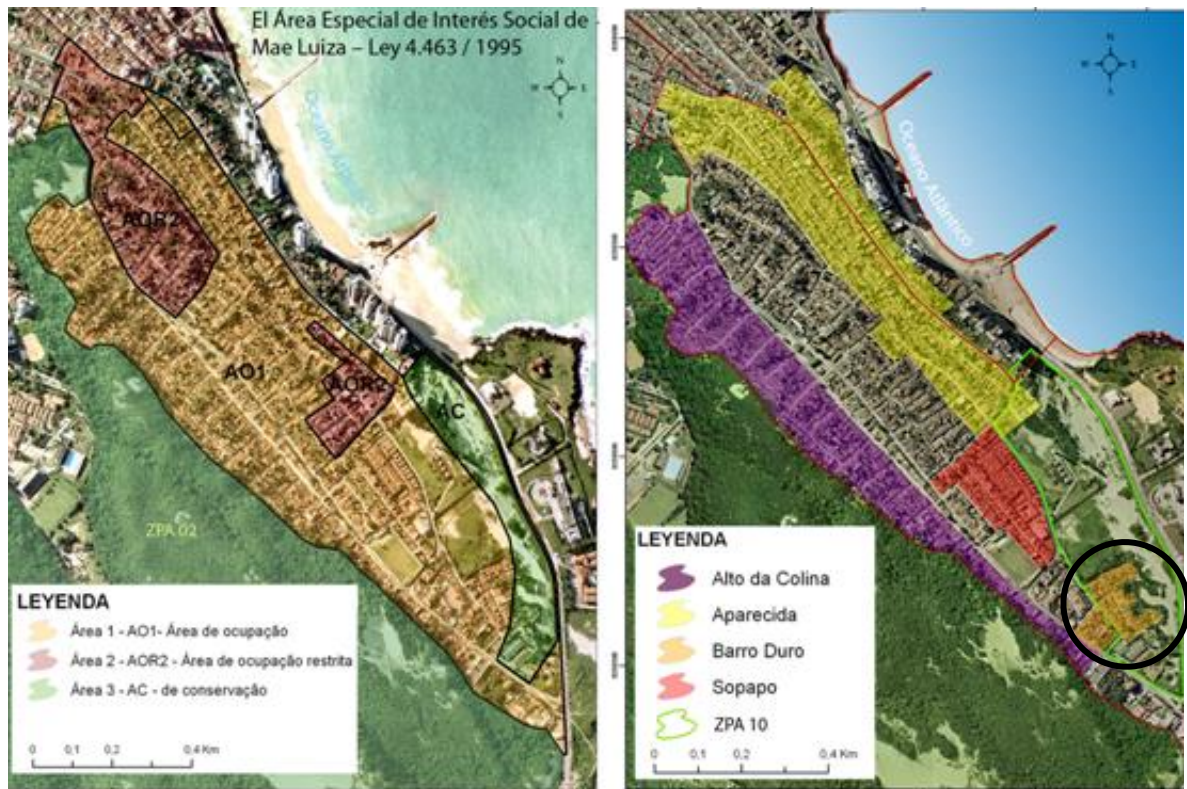 El Área Especial de Interés Social de
Mae Luiza – Ley 4.463 / 1995
N
W
E
S
AOR2
AO1
AOR2
AC
ZPA 02
LEYENDA
Área 1 - AO1- Área de ocupação
Área 2 - AOR2 - Área de ocupação restrita
Área 3 - AC - de conservação
0
0,1
0,2
0,4 Km
N
W
E
S
Oceano Atlântico
LEYENDA
Alto da Colina
Aparecida
Barro Duro
Sopapo
ZPA 10
0
0,1
0,2
0,4 Km